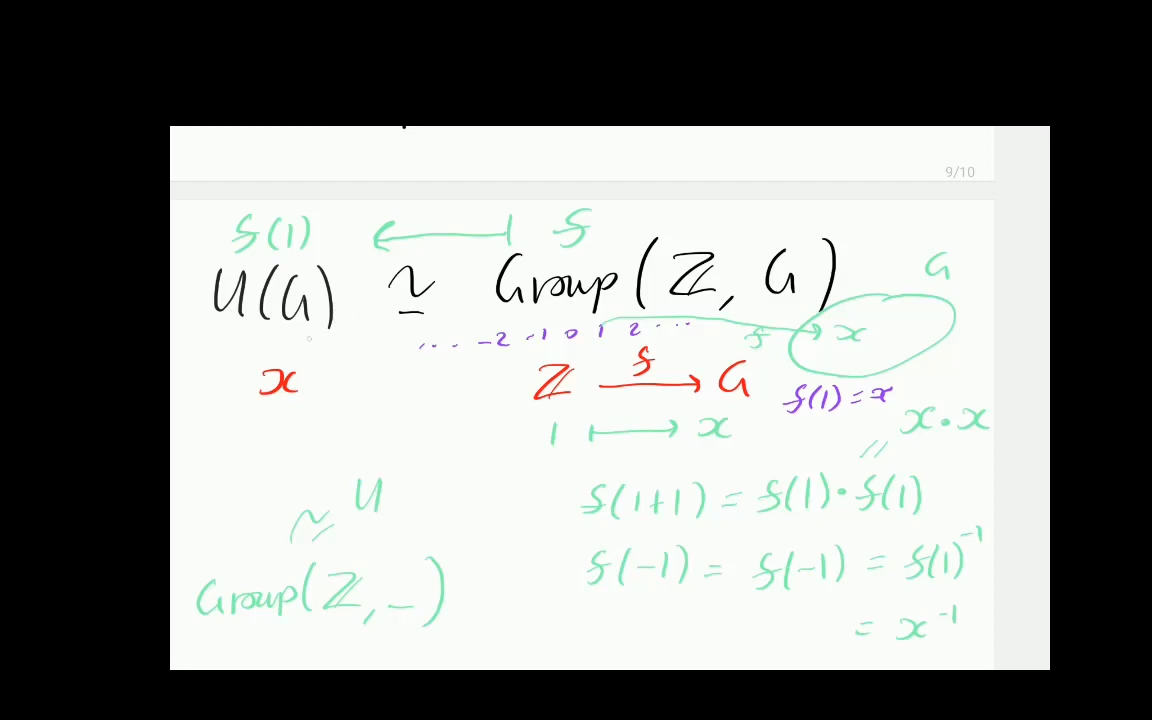 9/10
f(1) ⟵| f
U(G) ≃ Group(ℤ, G)
G
... -2 -1 0 1 2 ... f x
x ℤ ⟶ G
f
f(1) = x
1 ⟼ x
x·x
//
U f(1+1) = f(1)·f(1)
≃
f(-1) = f(-1) = f(1)⁻¹
Group(ℤ, –)
= x⁻¹